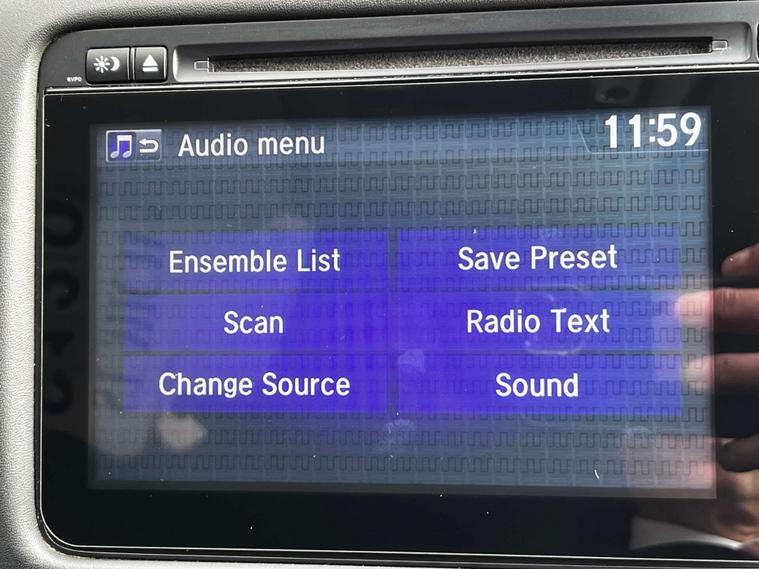 Audio menu
11:59
Ensemble List
Save Preset
Scan
Radio Text
Change Source
Sound